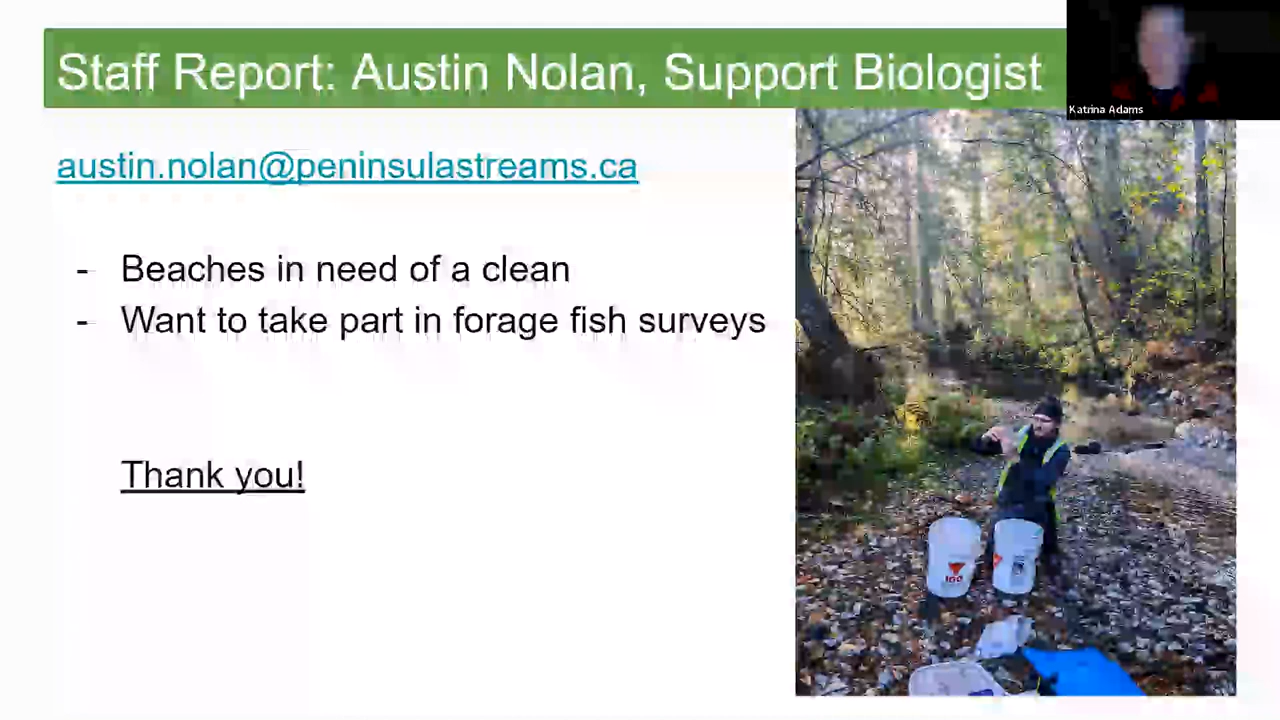 Staff Report: Austin Nolan, Support Biologist
Katrina Adams
austin.nolan@peninsulastreams.ca
- Beaches in need of a clean
- Want to take part in forage fish surveys
Thank you!